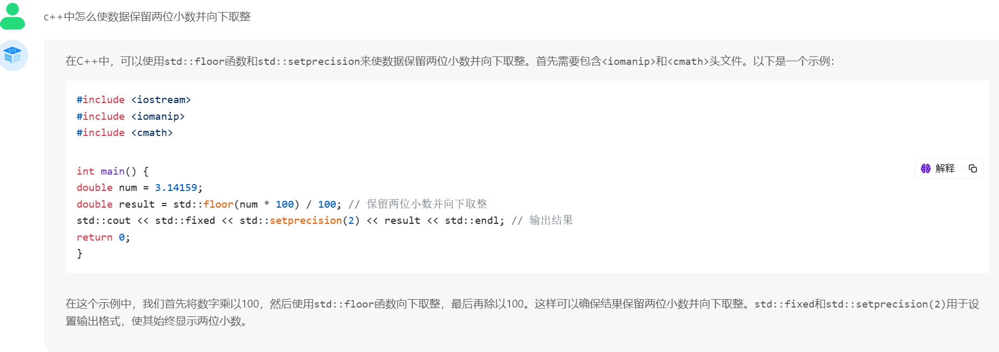 c++中怎么使数据保留两位小数并向下取整
在C++中，可以使用std::floor函数和std::setprecision来使数据保留两位小数并向下取整。首先需要包含<iomanip>和<cmath>头文件。以下是一个示例：
#include <iostream>
#include <iomanip>
#include <cmath>
int main() {
解释
double num = 3.14159;
double result = std::floor(num * 100) / 100; // 保留两位小数并向下取整
std::cout << std::fixed << std::setprecision(2) << result << std::endl; // 输出结果
return 0;
}
在这个示例中，我们首先将数字乘以100，然后使用std::floor函数向下取整，最后再除以100。这样可以确保结果保留两位小数并向下取整。std::fixed和std::setprecision(2)用于设
置输出格式，使其始终显示两位小数。